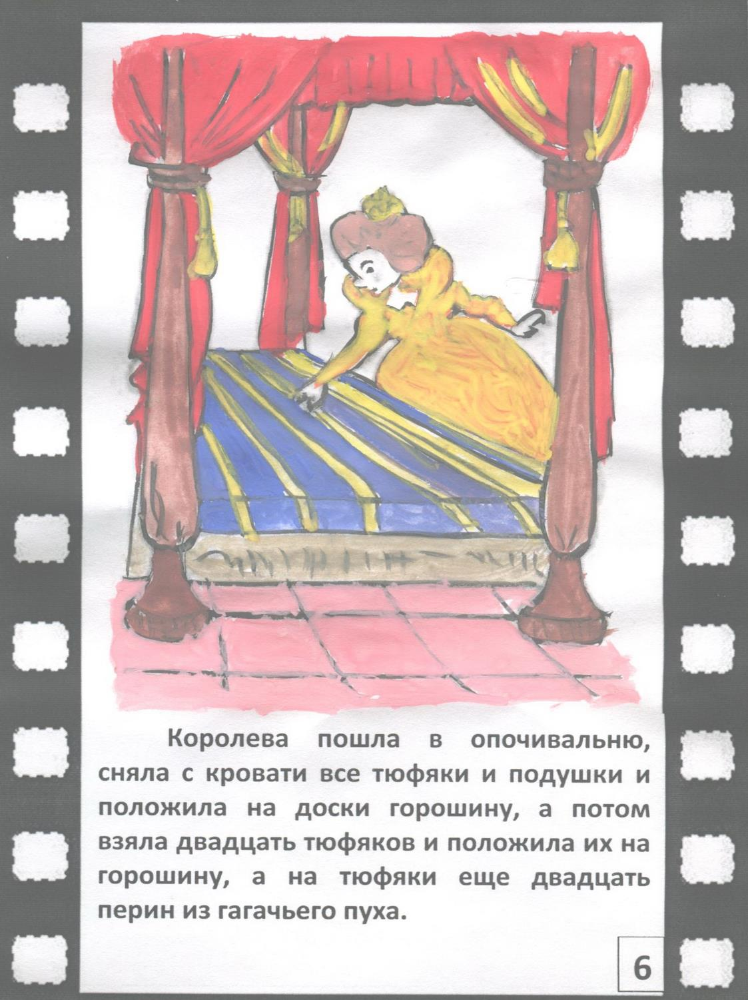 Королева пошла в опочивальню,
сняла с кровати все тюфяки и подушки и
положила на доски горошину, а потом
взяла двадцать тюфяков и положила их на
горошину, а на тюфяки еще двадцать
перин из гагачьего пуха.
6